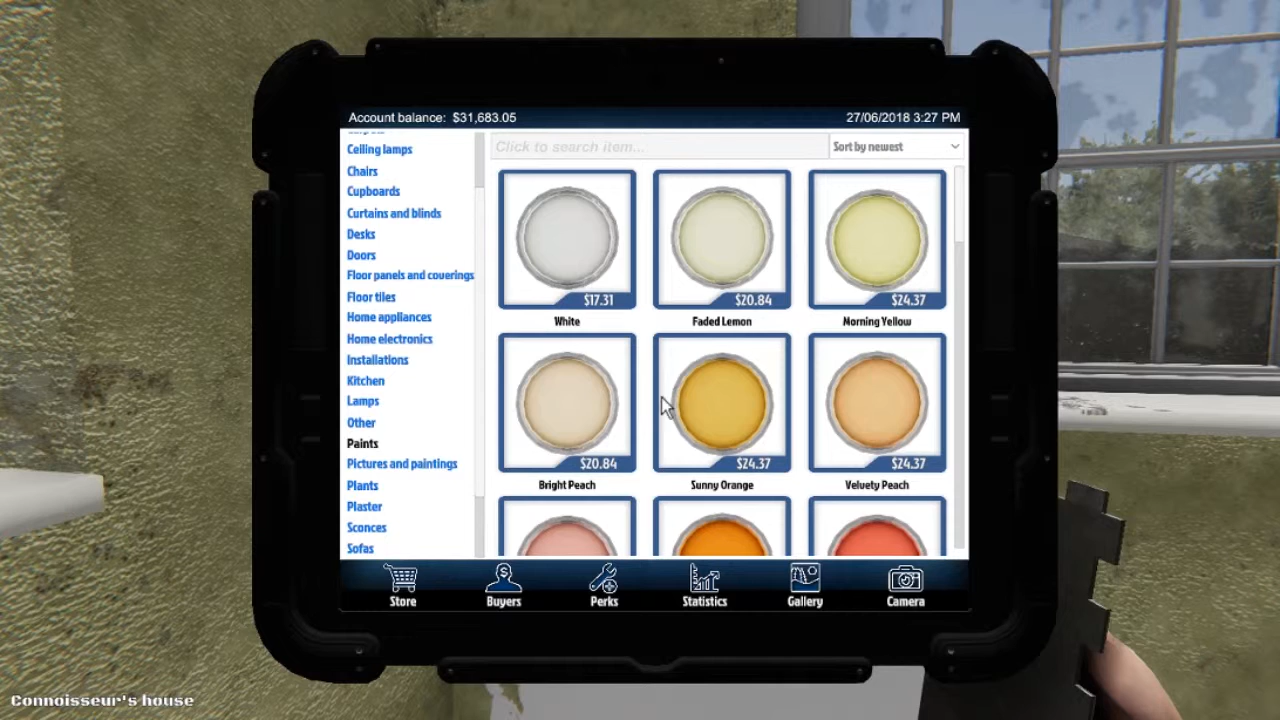 Account balance: $31,683.05
27/06/2018 3:27 PM
Ceiling lamps
Chairs
Cupboards
Curtains and blinds
Desks
Doors
Floor panels and coverings
Floor tiles
Home appliances
Home electronics
Installations
Kitchen
Lamps
Other
Paints
Pictures and paintings
Plants
Plaster
Sconces
Sofas
Click to search item...
Sort by newest
$17.31
$20.84
$24.37
White
Faded Lemon
Morning Yellow
$20.84
$24.37
$24.37
Bright Peach
Sunny Orange
Velvety Peach
Store
Buyers
Perks
Statistics
Gallery
Camera
Connoisseur's house